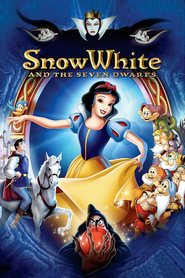 Snow White
AND THE SEVEN DWARFS